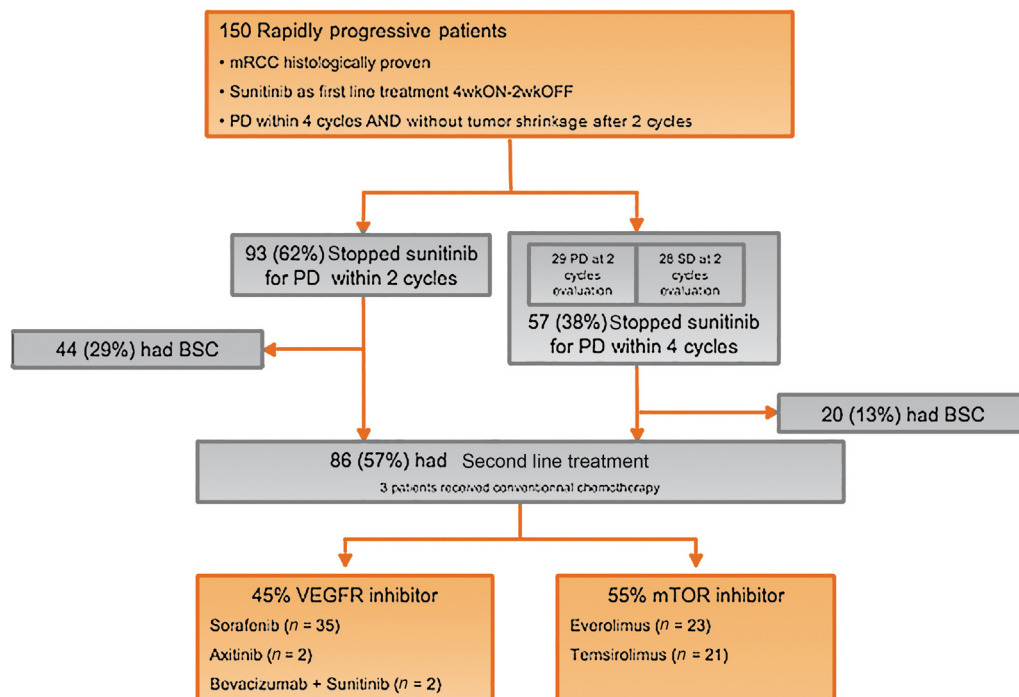 150 Rapidly progressive patients
• mRCC histologically proven
• Sunitinib as first line treatment 4wkON-2wkOFF
• PD within 4 cycles AND without tumor shrinkage after 2 cycles
93 (62%) Stopped sunitinib
for PD within 2 cycles
29 PD at 2
cycles
evaluation
28 SD at 2
cycles
evaluation
57 (38%) Stopped sunitinib
for PD within 4 cycles
44 (29%) had BSC
20 (13%) had BSC
86 (57%) had Second line treatment
3 patients received conventionnal chemotherapy
45% VEGFR inhibitor
Sorafenib (n = 35)
Axitinib (n = 2)
Bevacizumab + Sunitinib (n = 2)
55% mTOR inhibitor
Everolimus (n = 23)
Temsirolimus (n = 21)